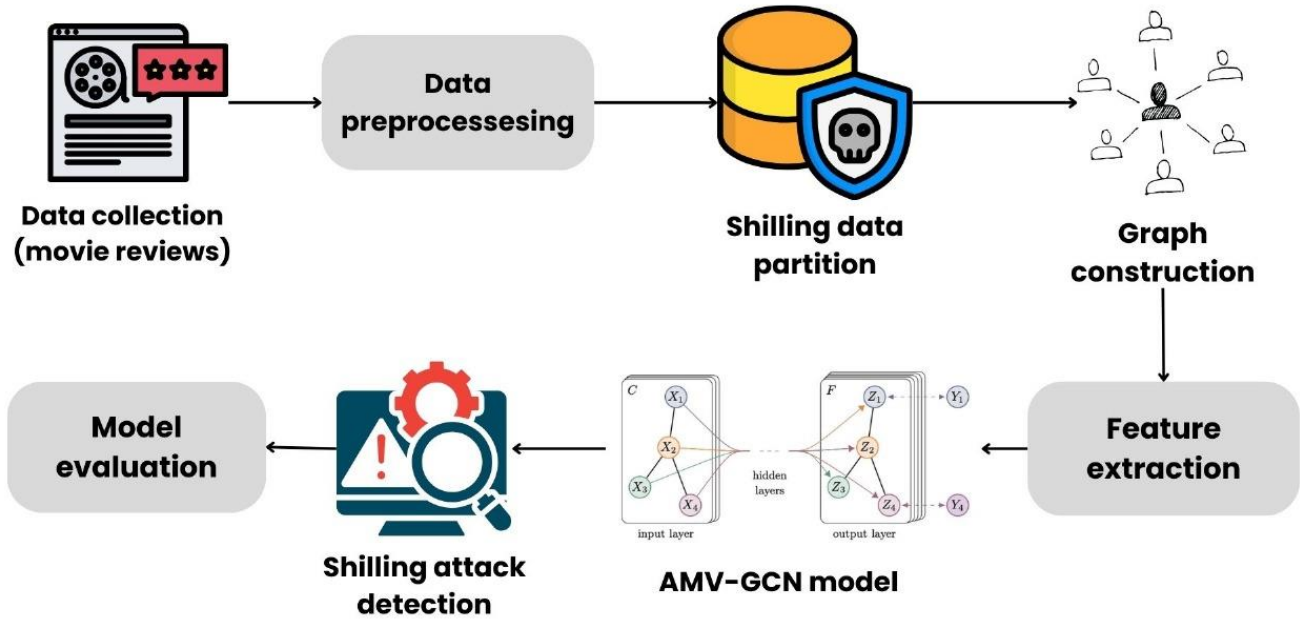 Data collection
(movie reviews)
Data
preprocessesing
Shilling data
partition
Graph
construction
Feature
extraction
C
X1
X2
X3
X4
input layer
hidden
layers
F
Z1
Z2
Z3
Z4
output layer
Y1
Y4
AMV-GCN model
Shilling attack
detection
Model
evaluation